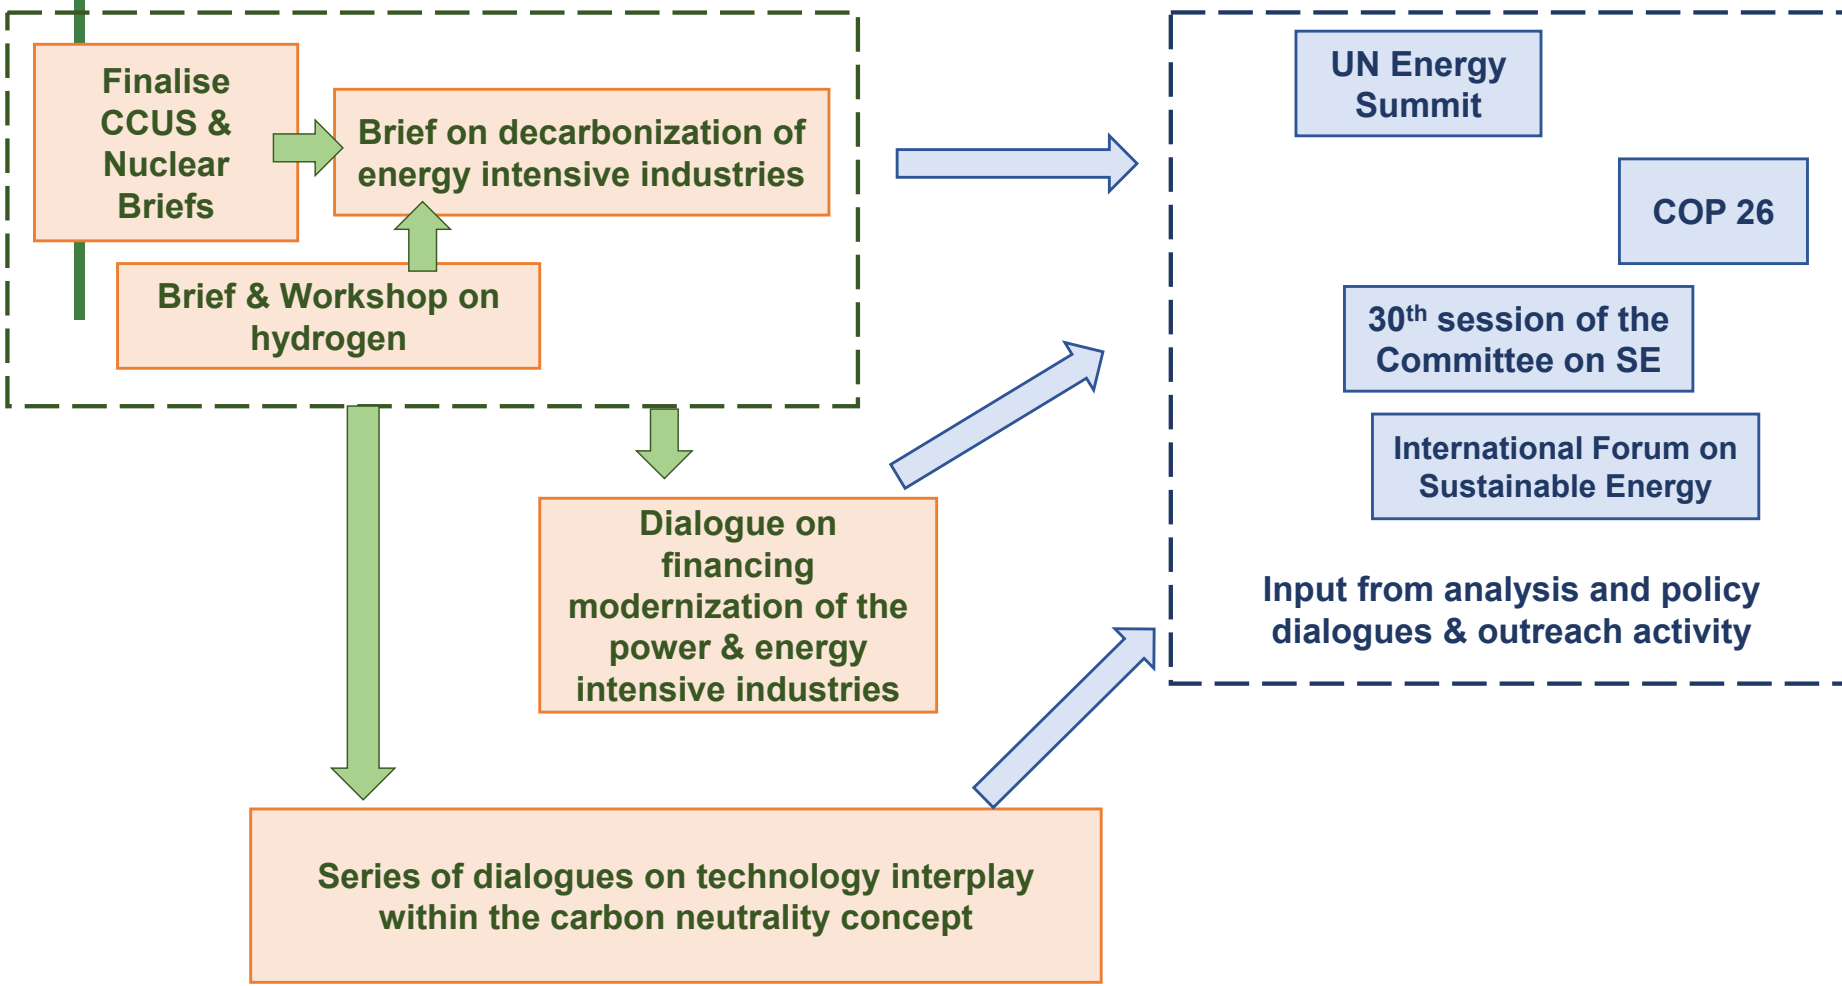 Finalise
CCUS &
Nuclear
Briefs
Brief on decarbonization of
energy intensive industries
Brief & Workshop on
hydrogen
Dialogue on
financing
modernization of the
power & energy
intensive industries
Series of dialogues on technology interplay
within the carbon neutrality concept
UN Energy
Summit
COP 26
30th session of the
Committee on SE
International Forum on
Sustainable Energy
Input from analysis and policy
dialogues & outreach activity